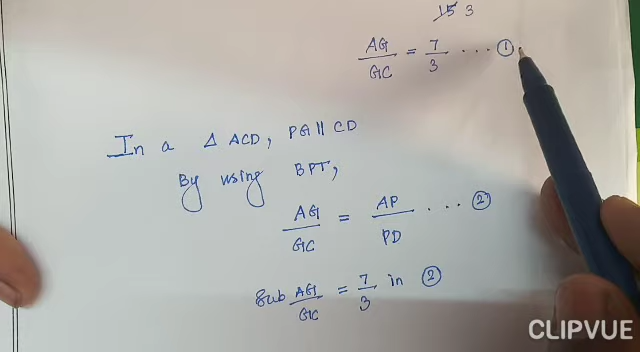 15 3
AG/GC = 7/3 ... ①
In a △ ACD, PG || CD
By using BPT,
AG/GC = AP/PD ... ②
Sub AG/GC = 7/3 in ②
CLIPVUE